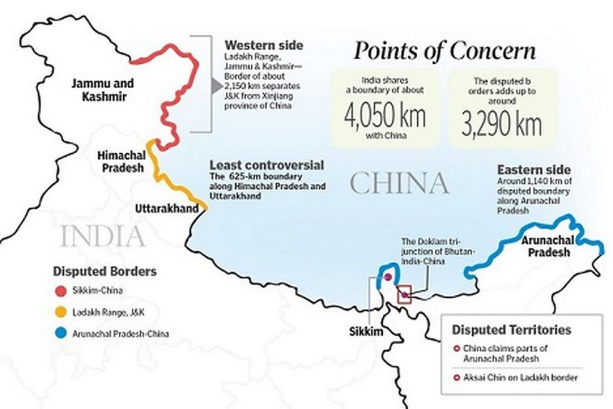 Points of Concern
Western side
Ladakh Range,
Jammu & Kashmir—
Border of about
2,150 km separates
J&K from Xinjiang
province of China
India shares
a boundary of about
4,050 km
with China
The disputed b
orders adds up to
around
3,290 km
Jammu and
Kashmir
Himachal
Pradesh
Least controversial
The 625-km boundary
along Himachal Pradesh and
Uttarakhand
Uttarakhand
CHINA
Eastern side
Around 1,140 km of
disputed boundary
along Arunachal
Pradesh
INDIA
The Doklam tri-
junction of Bhutan-
India-China
Arunachal
Pradesh
Disputed Borders
Sikkim-China
Ladakh Range, J&K
Arunachal Pradesh-China
Sikkim
Disputed Territories
China claims parts of
Arunachal Pradesh
Aksai Chin on Ladakh border